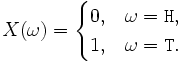 X(ω) = { 0, ω = H,
1, ω = T.